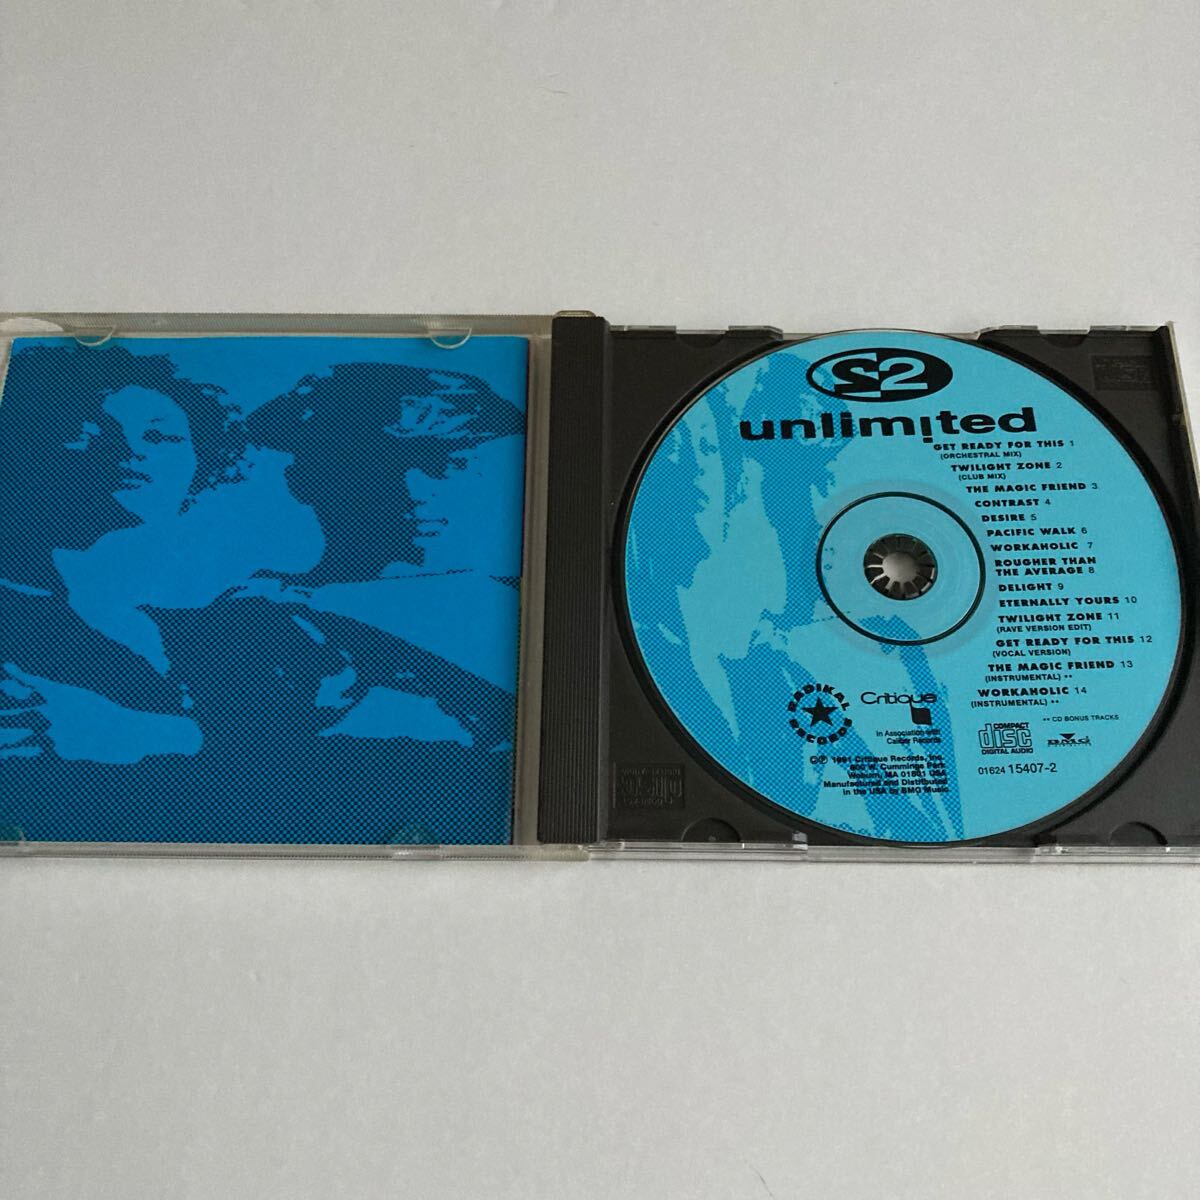 2
unlimited
GET READY FOR THIS 1
(ORCHESTRAL MIX)
TWILIGHT ZONE 2
(CLUB MIX)
THE MAGIC FRIEND 3
CONTRAST 4
DESIRE 5
PACIFIC WALK 6
WORKAHOLIC 7
ROUGHER THAN
THE AVERAGE 8
DELIGHT 9
ETERNALLY YOURS 10
TWILIGHT ZONE 11
(RAVE VERSION EDIT)
GET READY FOR THIS 12
(VOCAL VERSION)
THE MAGIC FRIEND 13
(INSTRUMENTAL) **
WORKAHOLIC 14
(INSTRUMENTAL) **
** CD BONUS TRACKS
RADIKAL RECORDS
Critique
In Association with
Caliber Records
©℗ 1991 Critique Records, Inc.
800 W. Cummings Park
Woburn, MA 01801 USA
Manufactured and Distributed
in the USA by BMG Music
COMPACT
disc
DIGITAL AUDIO
BMG
01624 15407-2